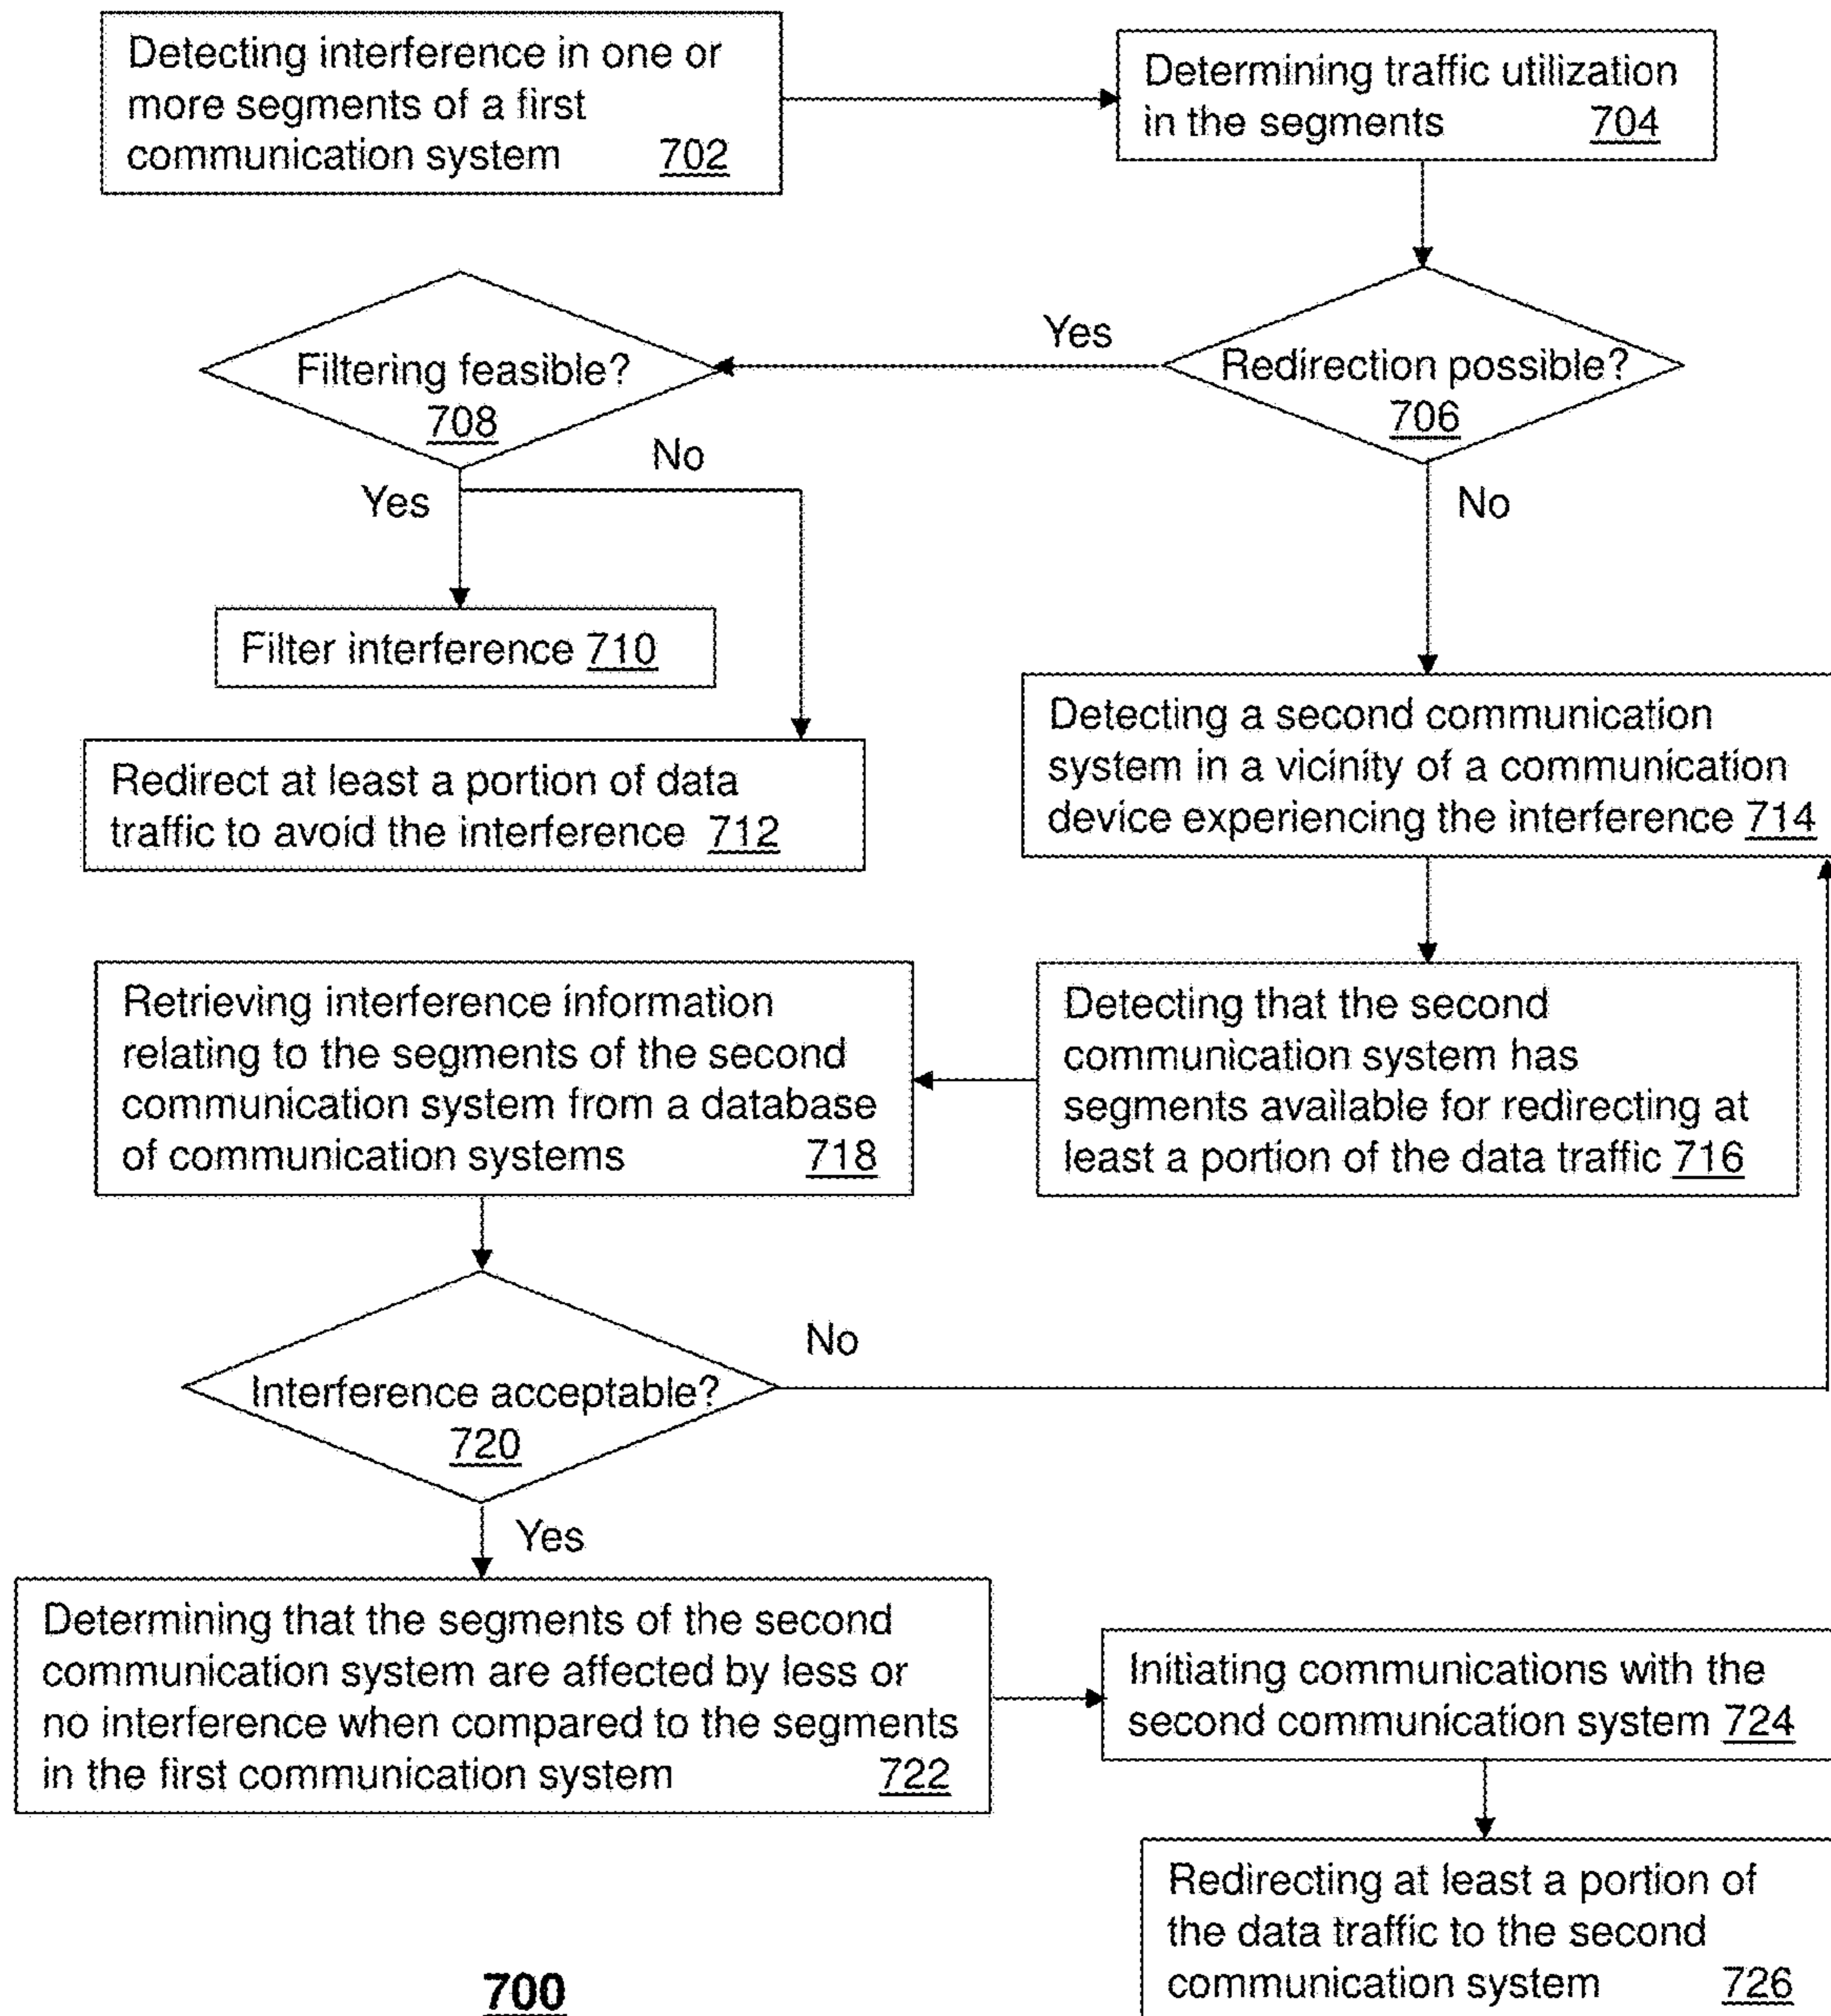 Detecting interference in one or
more segments of a first
communication system 702
Determining traffic utilization
in the segments 704
Redirection possible?
706
Yes
No
Filtering feasible?
708
No
Yes
Filter interference 710
Redirect at least a portion of data
traffic to avoid the interference 712
Detecting a second communication
system in a vicinity of a communication
device experiencing the interference 714
Detecting that the second
communication system has
segments available for redirecting at
least a portion of the data traffic 716
Retrieving interference information
relating to the segments of the second
communication system from a database
of communication systems 718
Interference acceptable?
720
No
Yes
Determining that the segments of the second
communication system are affected by less or
no interference when compared to the segments
in the first communication system 722
Initiating communications with the
second communication system 724
Redirecting at least a portion of
the data traffic to the second
communication system 726
700